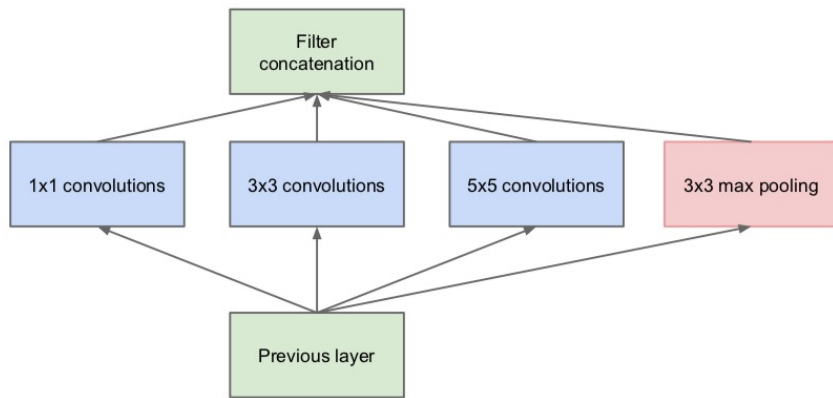 Filter
concatenation
1x1 convolutions
3x3 convolutions
5x5 convolutions
3x3 max pooling
Previous layer